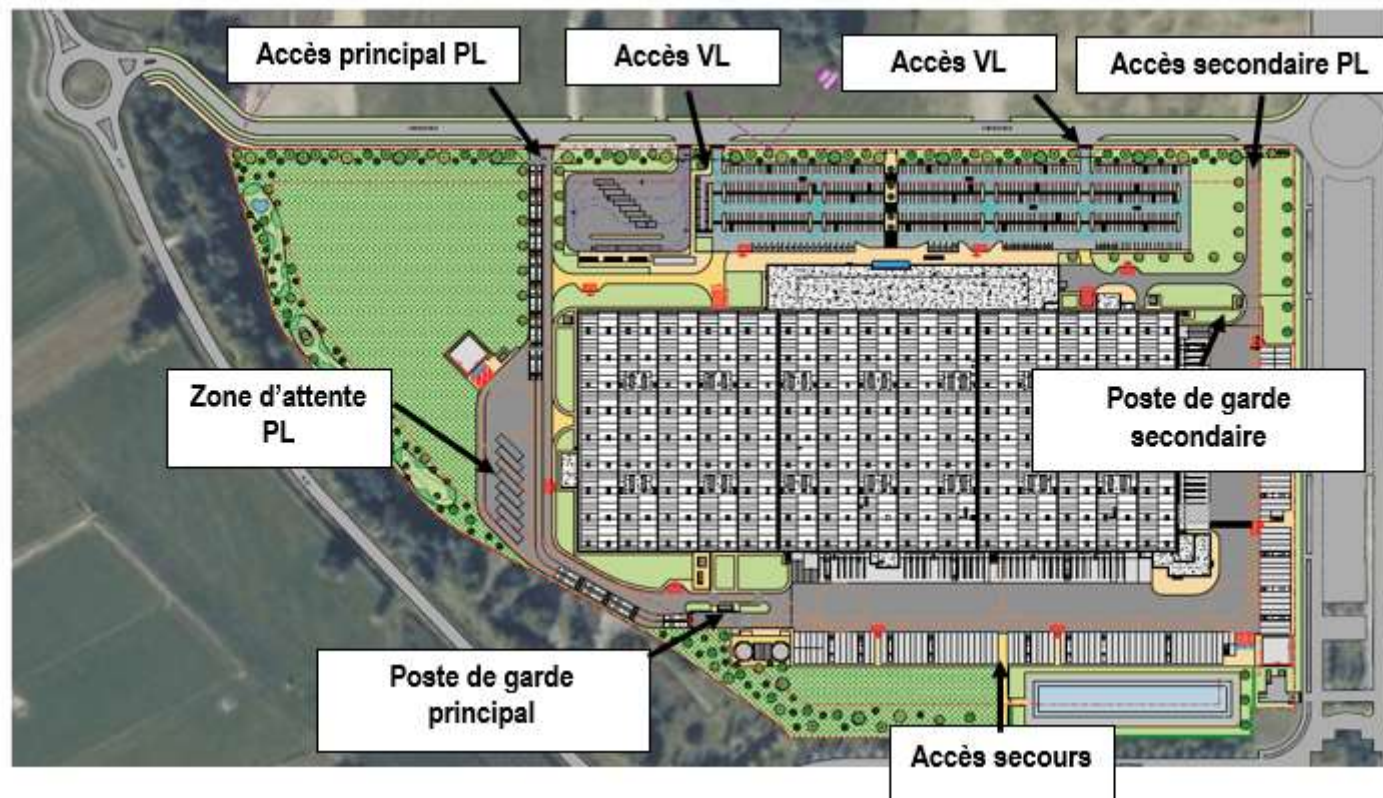 Accès principal PL
Accès VL
Accès VL
Accès secondaire PL
Zone d'attente
PL
Poste de garde
secondaire
Poste de garde
principal
Accès secours